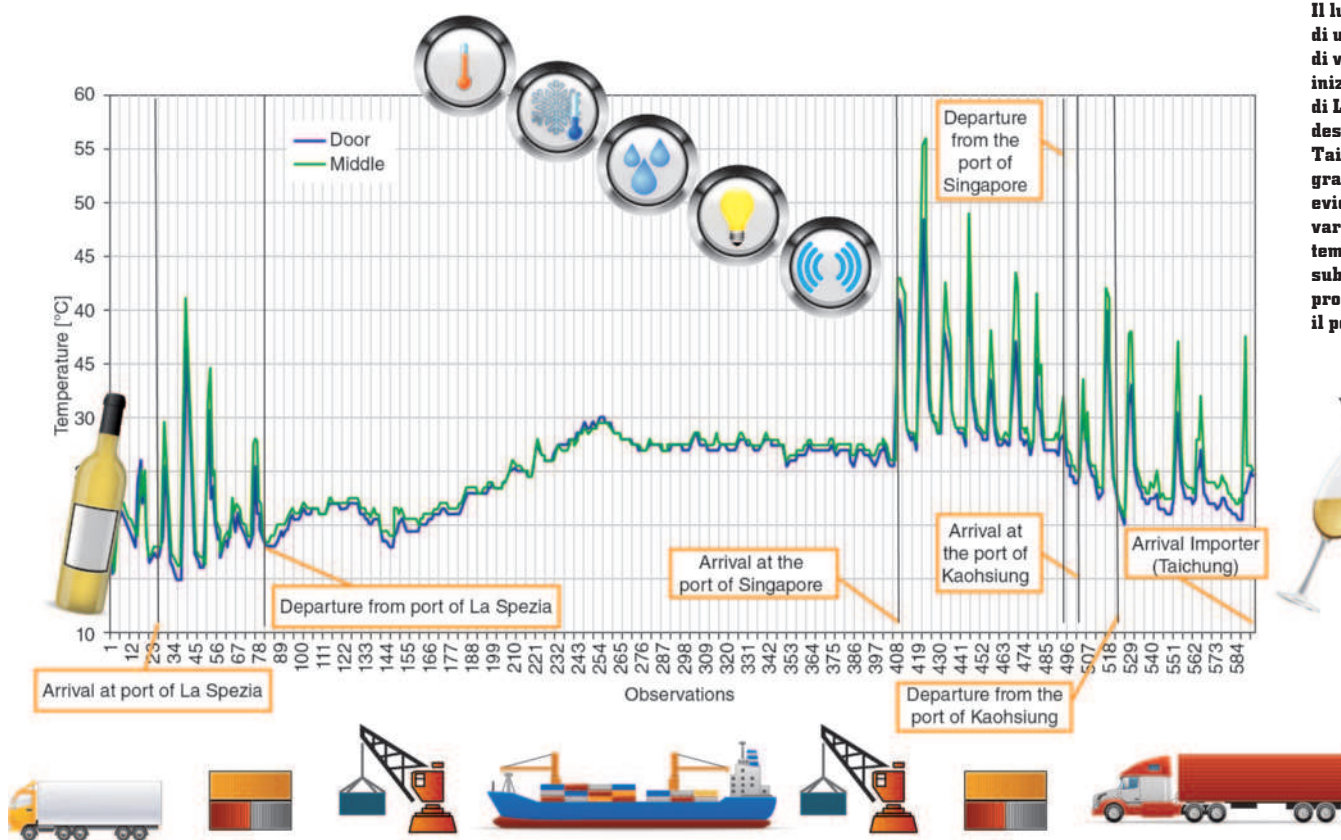 Il lu
di u
di v
iniz
di L
des
Tai
gra
evid
var
tem
sub
pro
il p
60
55
50
45
40
45
30
10
Temperature [°C]
Door
Middle
Departure
from the
port of
Singapore
Arrival at the
port of Singapore
Arrival at
the port of
Kaohsiung
Arrival Importer
(Taichung)
Departure from port of La Spezia
1 12 23 34 45 56 67 78 89 100 111 122 133 144 155 166 177 188 199 210 221 232 243 254 265 276 287 298 309 320 331 342 353 364 375 386 397 408 419 430 441 452 463 474 485 496 507 518 529 540 551 562 573 584
Arrival at port of La Spezia
Observations
Departure from the
port of Kaohsiung